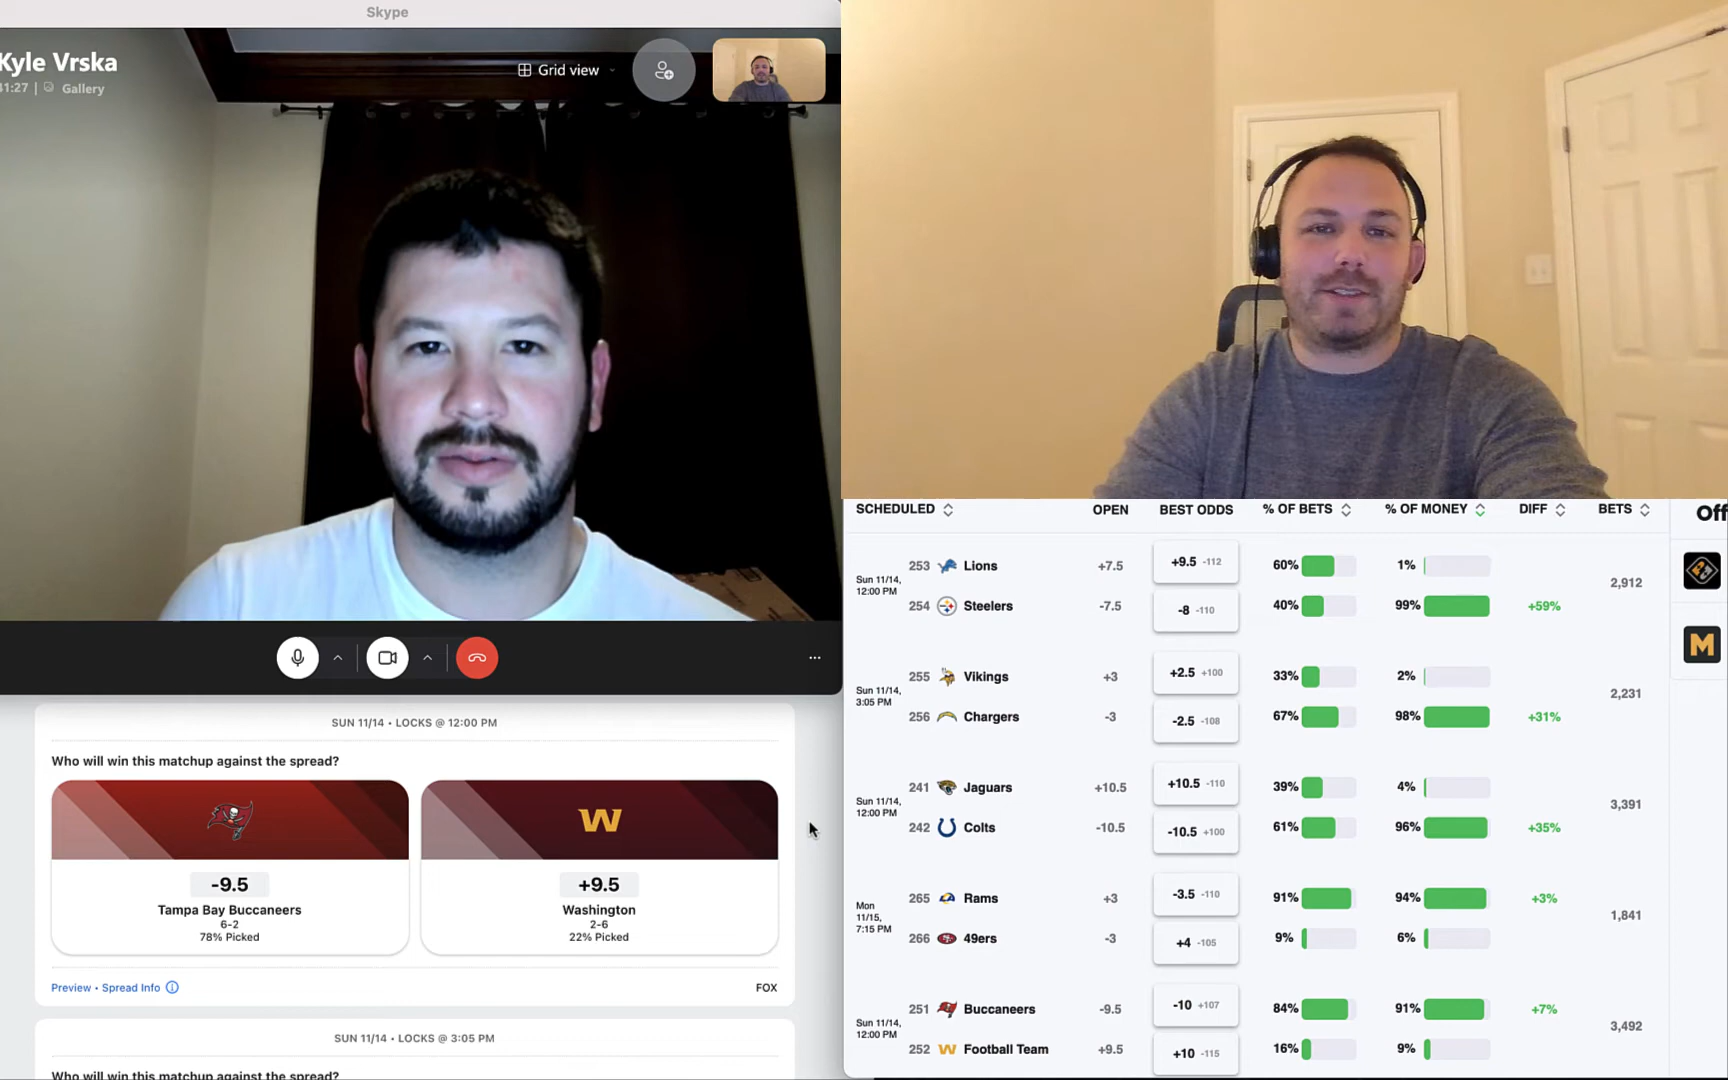 Skype
Kyle Vrska
Gallery
Grid view
SUN 11/14 • LOCKS @ 12:00 PM
Who will win this matchup against the spread?
-9.5
Tampa Bay Buccaneers
6-2
78% Picked
W
+9.5
Washington
2-6
22% Picked
Preview • Spread Info
FOX
SUN 11/14 • LOCKS @ 3:05 PM
Who will win this matchup against the spread?
SCHEDULED OPEN BEST ODDS % OF BETS % OF MONEY DIFF BETS
Sun 11/14,
12:00 PM
253 Lions +7.5 +9.5 -112 60% 1%
254 Steelers -7.5 -8 -110 40% 99% +59%
2,912
Sun 11/14,
3:05 PM
255 Vikings +3 +2.5 +100 33% 2%
256 Chargers -3 -2.5 -108 67% 98% +31%
2,231
Sun 11/14,
12:00 PM
241 Jaguars +10.5 +10.5 -110 39% 4%
242 Colts -10.5 -10.5 +100 61% 96% +35%
3,391
Mon
11/15,
7:15 PM
265 Rams +3 -3.5 -110 91% 94% +3%
266 49ers -3 +4 -105 9% 6%
1,841
Sun 11/14,
12:00 PM
251 Buccaneers -9.5 -10 +107 84% 91% +7%
252 W Football Team +9.5 +10 -115 16% 9%
3,492
Off
M